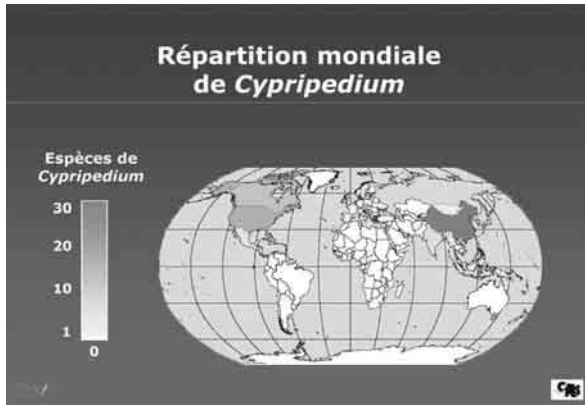 Répartition mondiale
de Cypripedium
Espèces de
Cypripedium
30
20
10
1
0